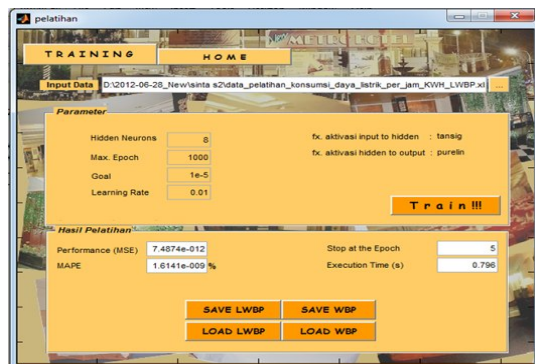 pelatihan
New
METRO HOTEL
TRAINING
HOME
Input Data D:\2012-06-28_New\sinta s2\data_pelatihan_konsumsi_daya_listrik_per_jam_KWH_LWBP.xl ...
Parameter
Hidden Neurons 8
Max. Epoch 1000
Goal 1e-5
Learning Rate 0.01
fx. aktivasi input to hidden : tansig
fx. aktivasi hidden to output : purelin
Train!!!
Hasil Pelatihan
Performance (MSE) 7.4874e-012
MAPE 1.6141e-009 %
Stop at the Epoch 5
Execution Time (s) 0.796
SAVE LWBP SAVE WBP
LOAD LWBP LOAD WBP